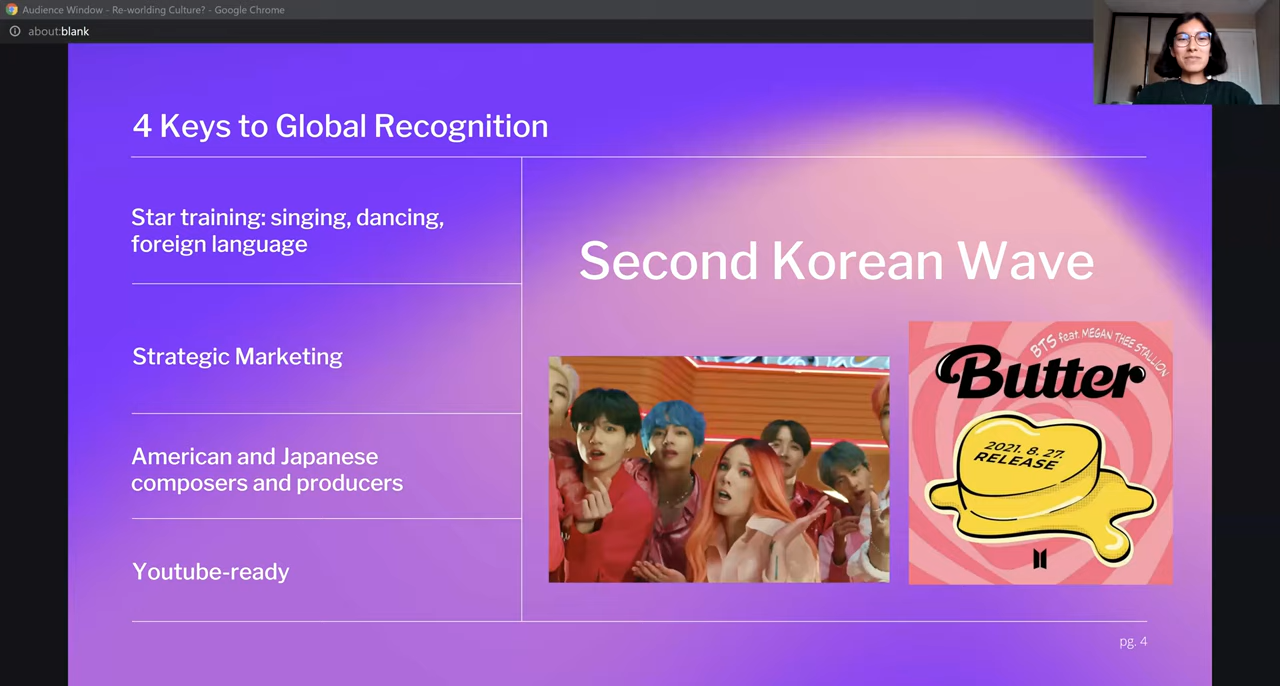 Audience Window - Re-worlding Culture? - Google Chrome
about:blank
4 Keys to Global Recognition
Star training: singing, dancing,
foreign language
Strategic Marketing
American and Japanese
composers and producers
Youtube-ready
Second Korean Wave
BTS feat. MEGAN THEE STALLION
Butter
2021. 8. 27.
RELEASE
pg. 4